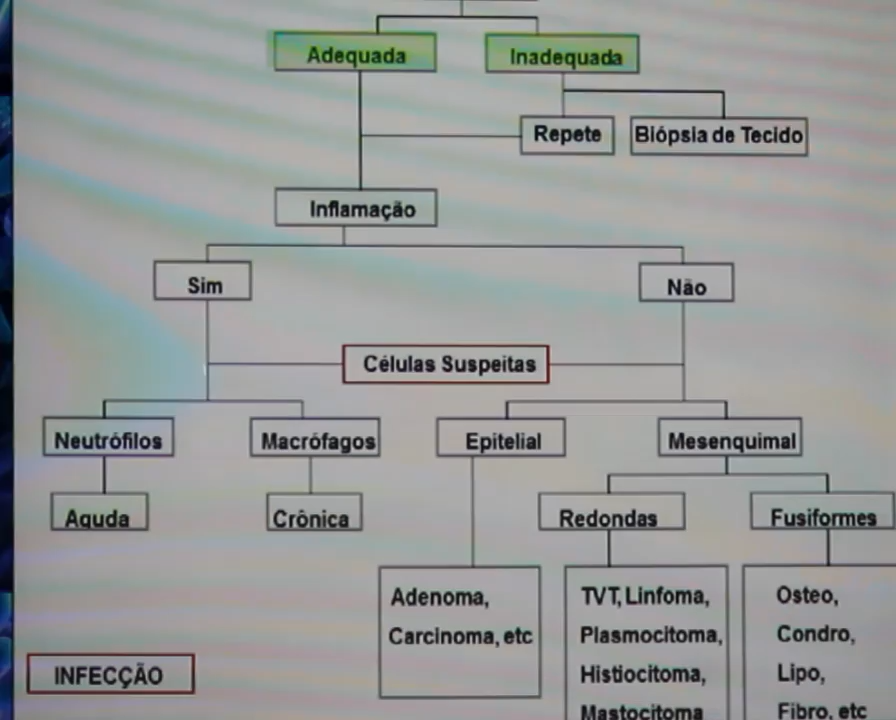 Adequada
Inadequada
Repete
Biópsia de Tecido
Inflamação
Sim
Não
Células Suspeitas
Neutrófilos
Macrófagos
Epitelial
Mesenquimal
Aguda
Crônica
Redondas
Fusiformes
Adenoma,
Carcinoma, etc
TVT, Linfoma,
Plasmocitoma,
Histiocitoma,
Mastocitoma
Osteo,
Condro,
Lipo,
Fibro, etc
INFECÇÃO